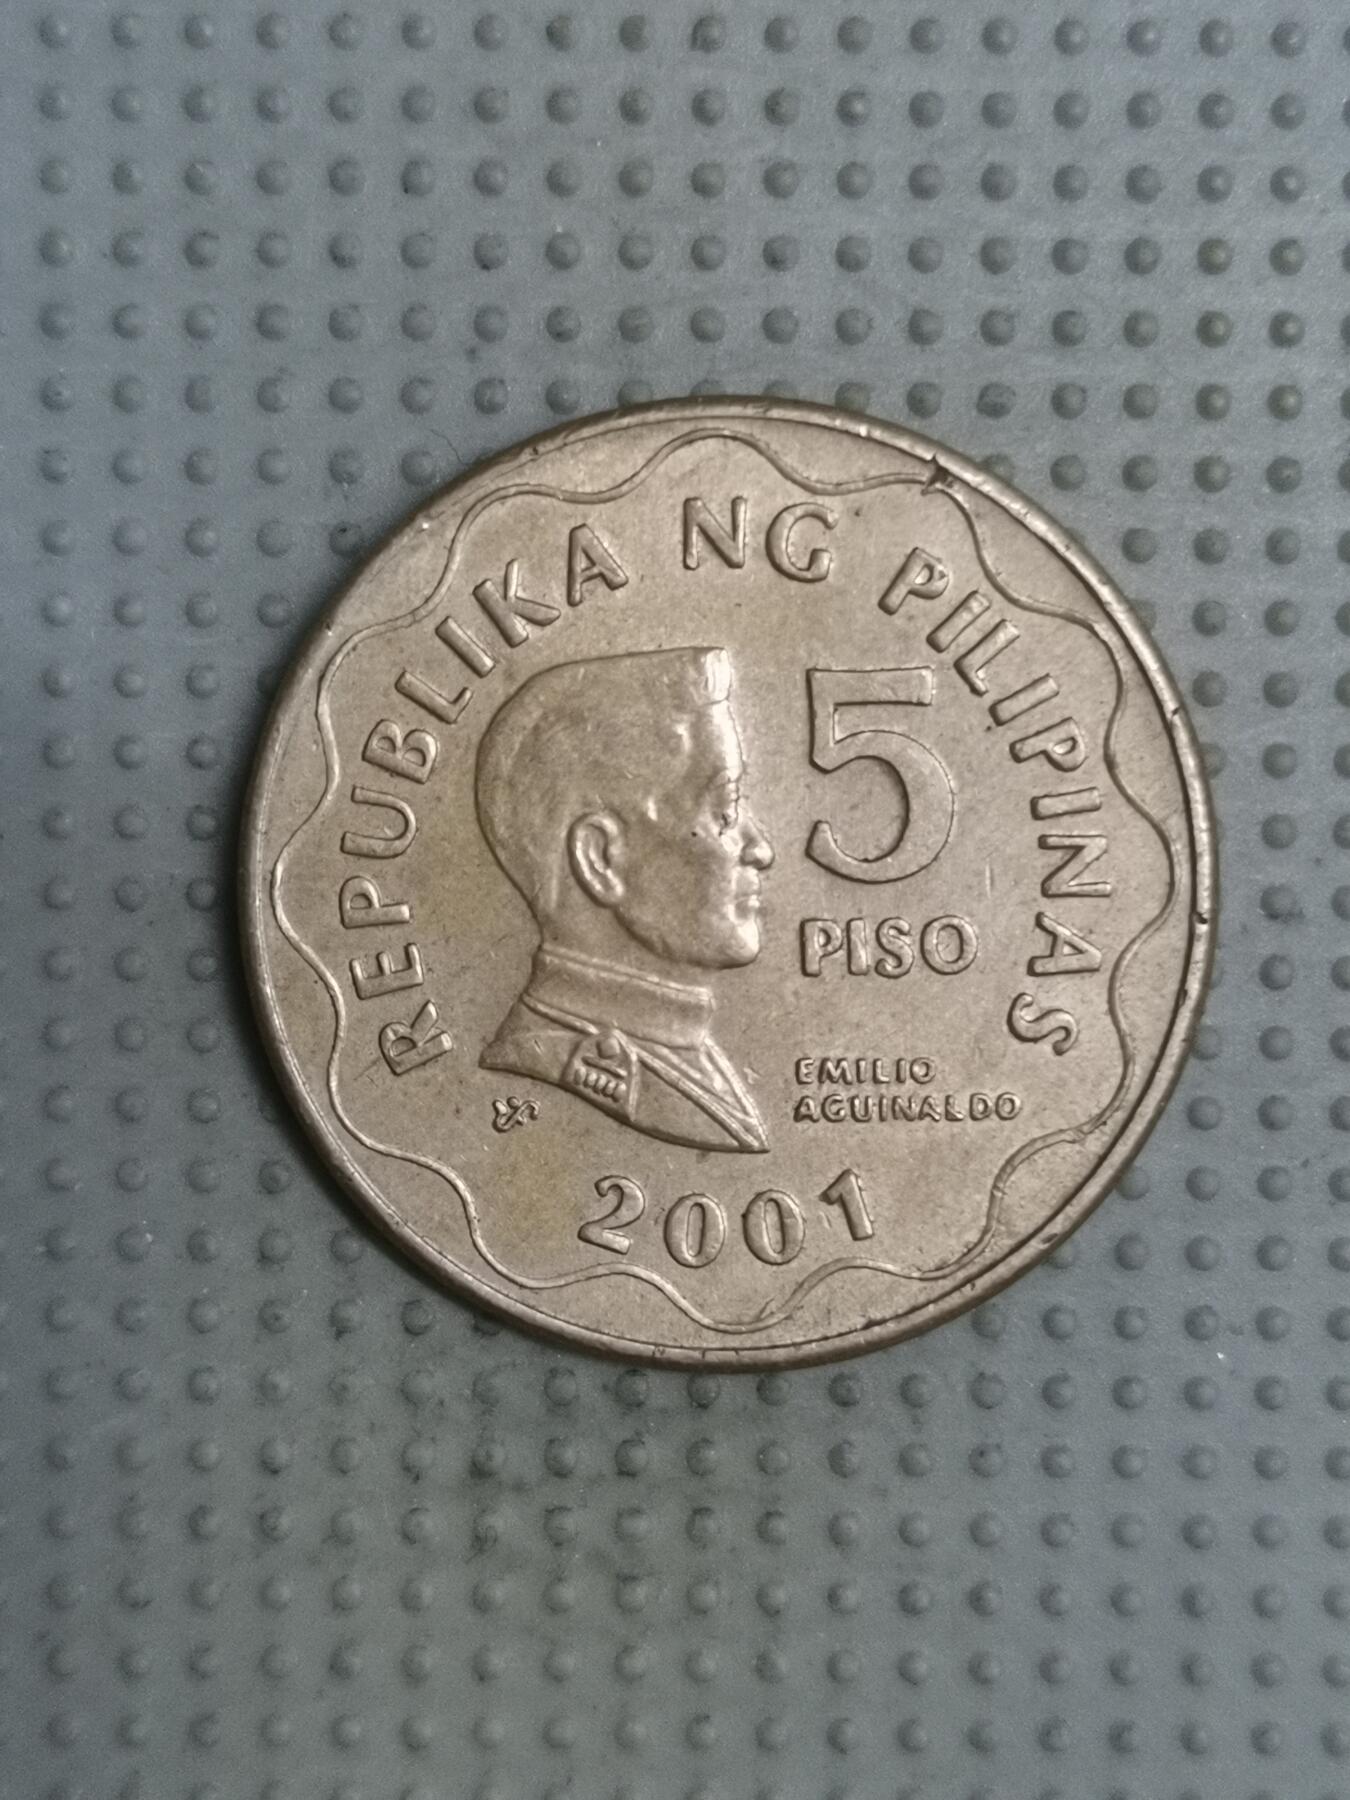 REPUBLIKA NG PILIPINAS
5
PISO
EMILIO
AGUINALDO
2001